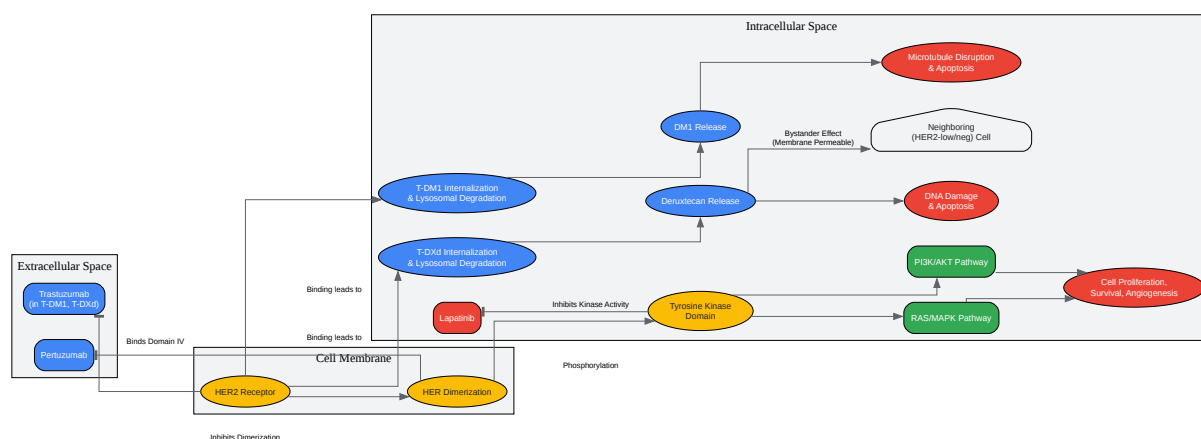 Intracellular Space
Microtubule Disruption
& Apoptosis
DM1 Release
Bystander Effect
(Membrane Permeable)
Neighboring
(HER2-low/neg) Cell
T-DM1 Internalization
& Lysosomal Degradation
Deruxtecan Release
DNA Damage
& Apoptosis
T-DXd Internalization
& Lysosomal Degradation
PI3K/AKT Pathway
Extracellular Space
Trastuzumab
(in T-DM1, T-DXd)
Binding leads to
Cell Proliferation,
Survival, Angiogenesis
Lapatinib
Inhibits Kinase Activity
Tyrosine Kinase
Domain
RAS/MAPK Pathway
Pertuzumab
Binds Domain IV
Binding leads to
Cell Membrane
Phosphorylation
HER2 Receptor
HER Dimerization
Inhibits Dimerization